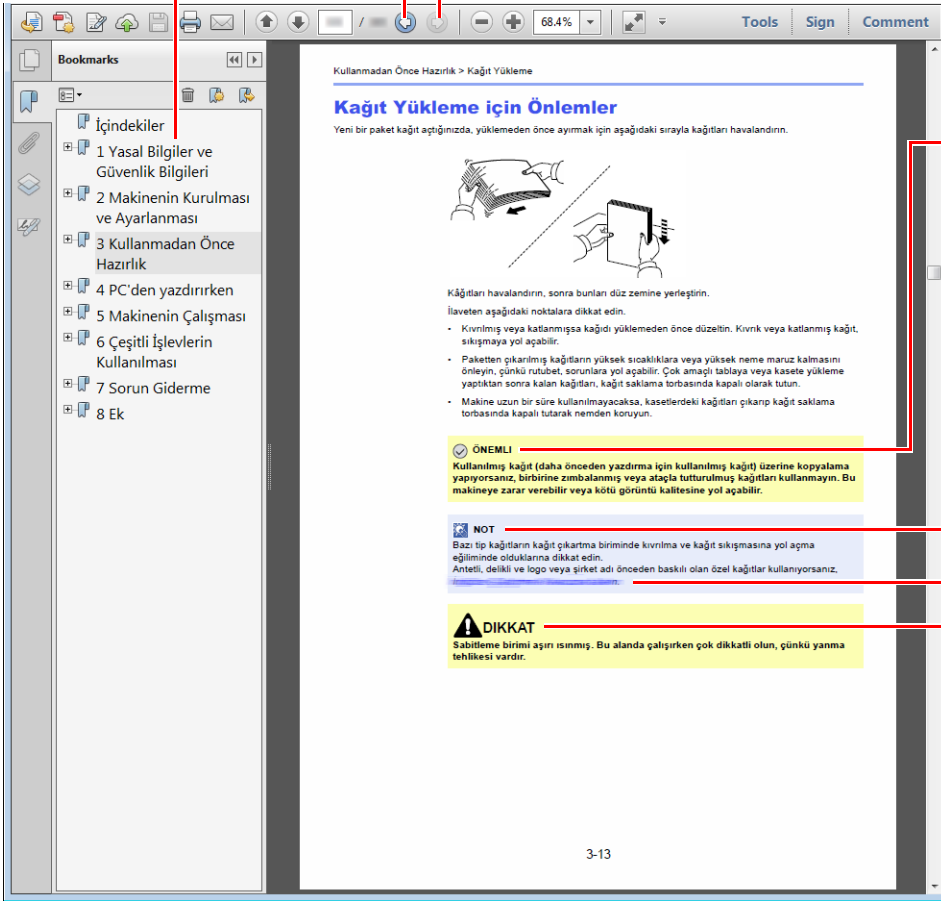 68.4%
Tools
Sign
Comment
Bookmarks
İçindekiler
1 Yasal Bilgiler ve
Güvenlik Bilgileri
2 Makinenin Kurulması
ve Ayarlanması
3 Kullanmadan Önce
Hazırlık
4 PC'den yazdırırken
5 Makinenin Çalışması
6 Çeşitli İşlevlerin
Kullanılması
7 Sorun Giderme
8 Ek
Kullanmadan Önce Hazırlık > Kağıt Yükleme
Kağıt Yükleme için Önlemler
Yeni bir paket kağıt açtığınızda, yüklemeden önce ayırmak için aşağıdaki sırayla kağıtları havalandırın.
Kâğıtları havalandırın, sonra bunları düz zemine yerleştirin.
İlaveten aşağıdaki noktalara dikkat edin.
• Kıvrılmış veya katlanmışsa kağıdı yüklemeden önce düzeltin. Kıvrık veya katlanmış kağıt,
sıkışmaya yol açabilir.
• Paketten çıkarılmış kağıtların yüksek sıcaklıklara veya yüksek neme maruz kalmasını
önleyin, çünkü rutubet, sorunlara yol açabilir. Çok amaçlı tablaya veya kasete yükleme
yaptıktan sonra kalan kağıtları, kağıt saklama torbasında kapalı olarak tutun.
• Makine uzun bir süre kullanılmayacaksa, kasetlerdeki kağıtları çıkarıp kağıt saklama
torbasında kapalı tutarak nemden koruyun.
ÖNEMLI
Kullanılmış kağıt (daha önceden yazdırma için kullanılmış kağıt) üzerine kopyalama
yapıyorsanız, birbirine zımbalanmış veya ataçla tutturulmuş kağıtları kullanmayın. Bu
makineye zarar verebilir veya kötü görüntü kalitesine yol açabilir.
NOT
Bazı tip kağıtların kağıt çıkartma biriminde kıvrılma ve kağıt sıkışmasına yol açma
eğiliminde olduklarına dikkat edin.
Antetli, delikli ve logo veya şirket adı önceden baskılı olan özel kağıtlar kullanıyorsanız,
DIKKAT
Sabitleme birimi aşırı ısınmış. Bu alanda çalışırken çok dikkatli olun, çünkü yanma
tehlikesi vardır.
3-13